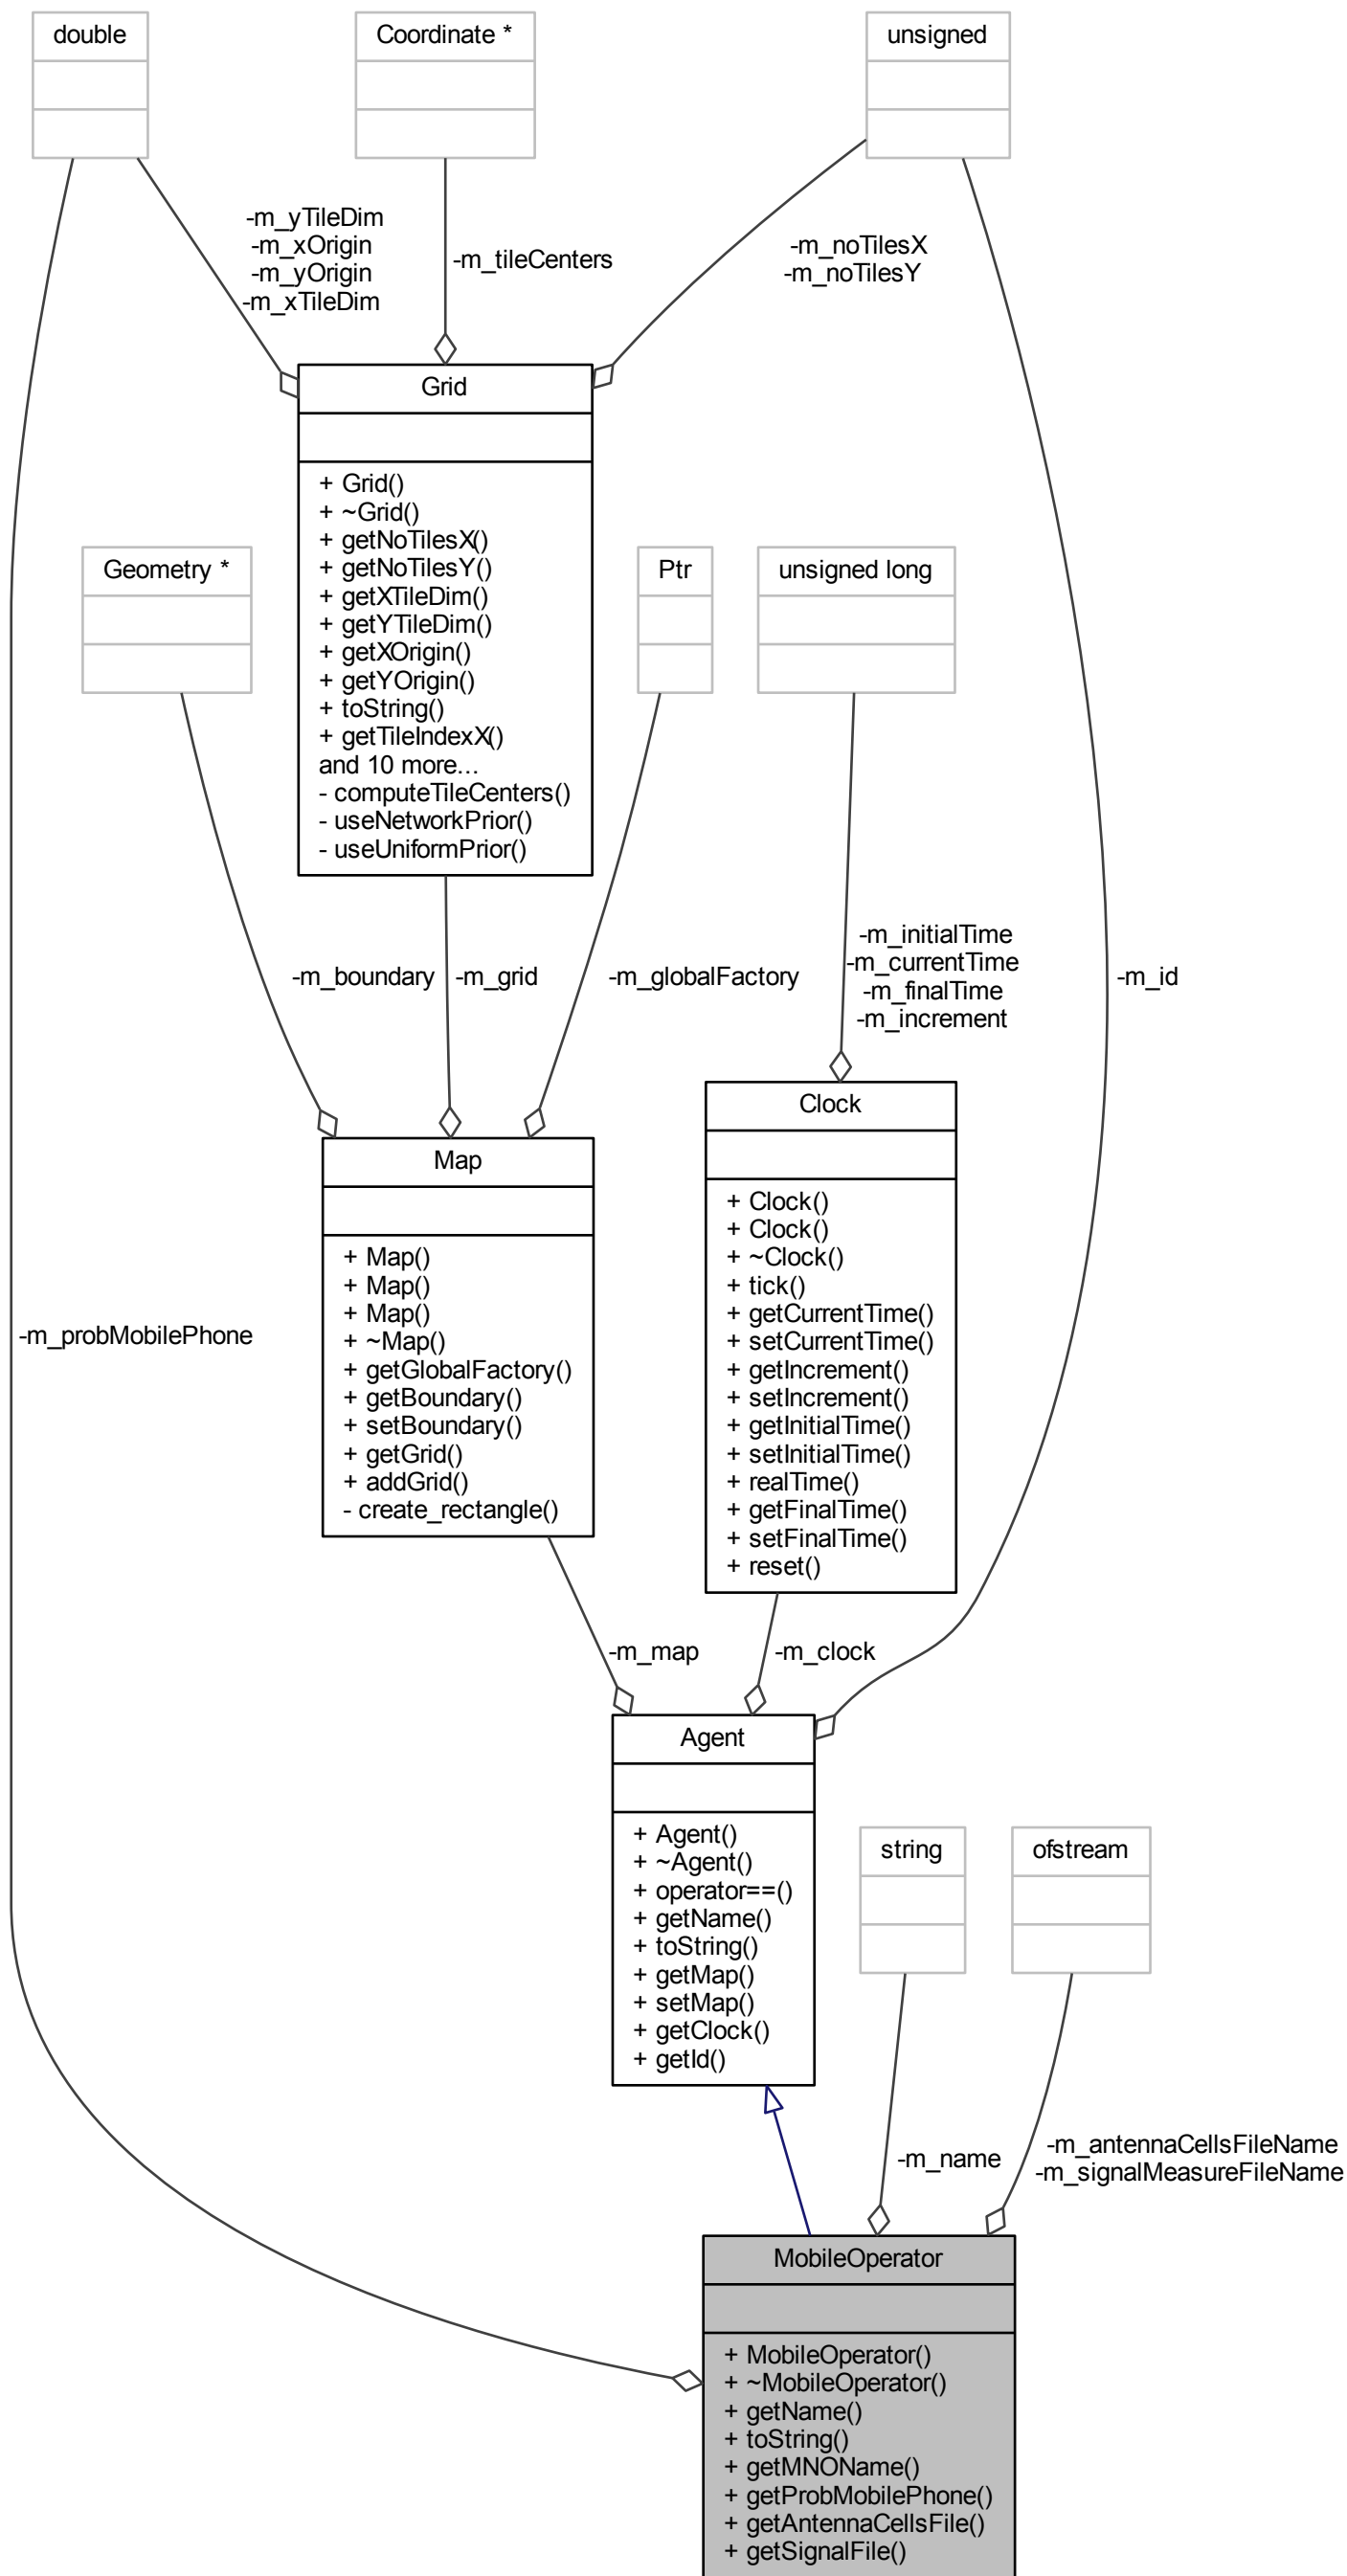 double
Coordinate *
unsigned
-m_yTileDim
-m_xOrigin
-m_yOrigin
-m_xTileDim
-m_tileCenters
-m_noTilesX
-m_noTilesY
Grid
+ Grid()
+ ~Grid()
+ getNoTilesX()
+ getNoTilesY()
+ getXTileDim()
+ getYTileDim()
+ getXOrigin()
+ getYOrigin()
+ toString()
+ getTileIndexX()
and 10 more...
- computeTileCenters()
- useNetworkPrior()
- useUniformPrior()
Geometry *
Ptr
unsigned long
-m_boundary
-m_grid
-m_globalFactory
-m_initialTime
-m_currentTime
-m_finalTime
-m_increment
-m_id
Map
+ Map()
+ Map()
+ Map()
+ ~Map()
+ getGlobalFactory()
+ getBoundary()
+ setBoundary()
+ getGrid()
+ addGrid()
- create_rectangle()
Clock
+ Clock()
+ Clock()
+ ~Clock()
+ tick()
+ getCurrentTime()
+ setCurrentTime()
+ getIncrement()
+ setIncrement()
+ getInitialTime()
+ setInitialTime()
+ realTime()
+ getFinalTime()
+ setFinalTime()
+ reset()
-m_probMobilePhone
-m_map
-m_clock
Agent
+ Agent()
+ ~Agent()
+ operator==()
+ getName()
+ toString()
+ getMap()
+ setMap()
+ getClock()
+ getId()
string
ofstream
-m_name
-m_antennaCellsFileName
-m_signalMeasureFileName
MobileOperator
+ MobileOperator()
+ ~MobileOperator()
+ getName()
+ toString()
+ getMNOName()
+ getProbMobilePhone()
+ getAntennaCellsFile()
+ getSignalFile()